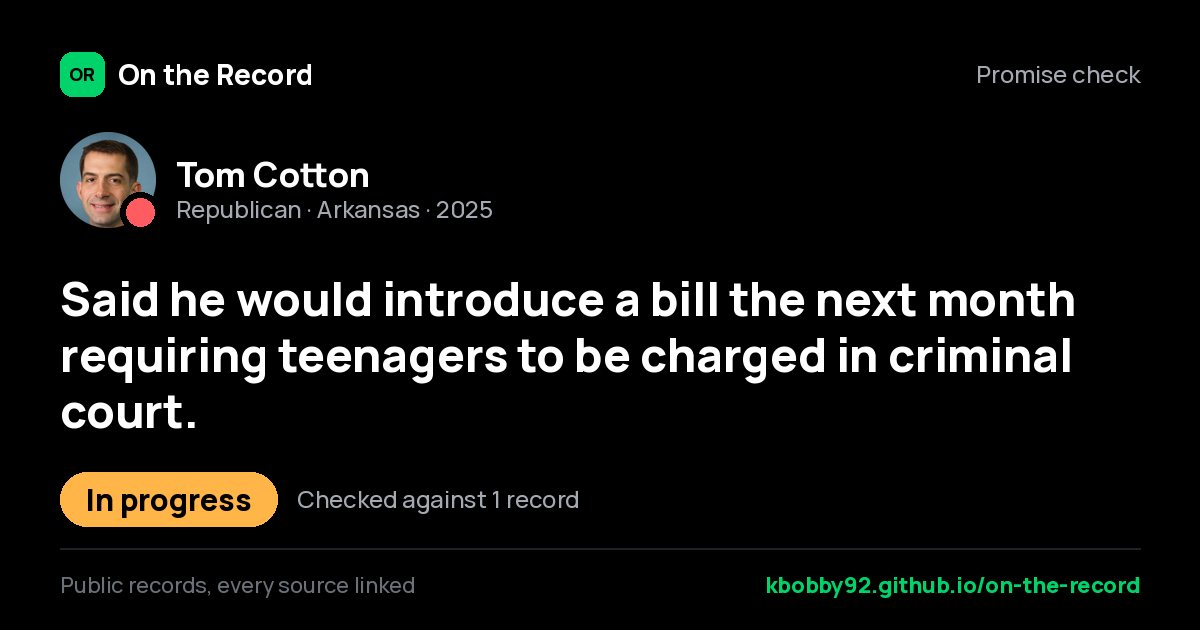 OR On the Record
Promise check
Tom Cotton
Republican · Arkansas · 2025
Said he would introduce a bill the next month
requiring teenagers to be charged in criminal
court.
In progress
Checked against 1 record
Public records, every source linked
kbobby92.github.io/on-the-record